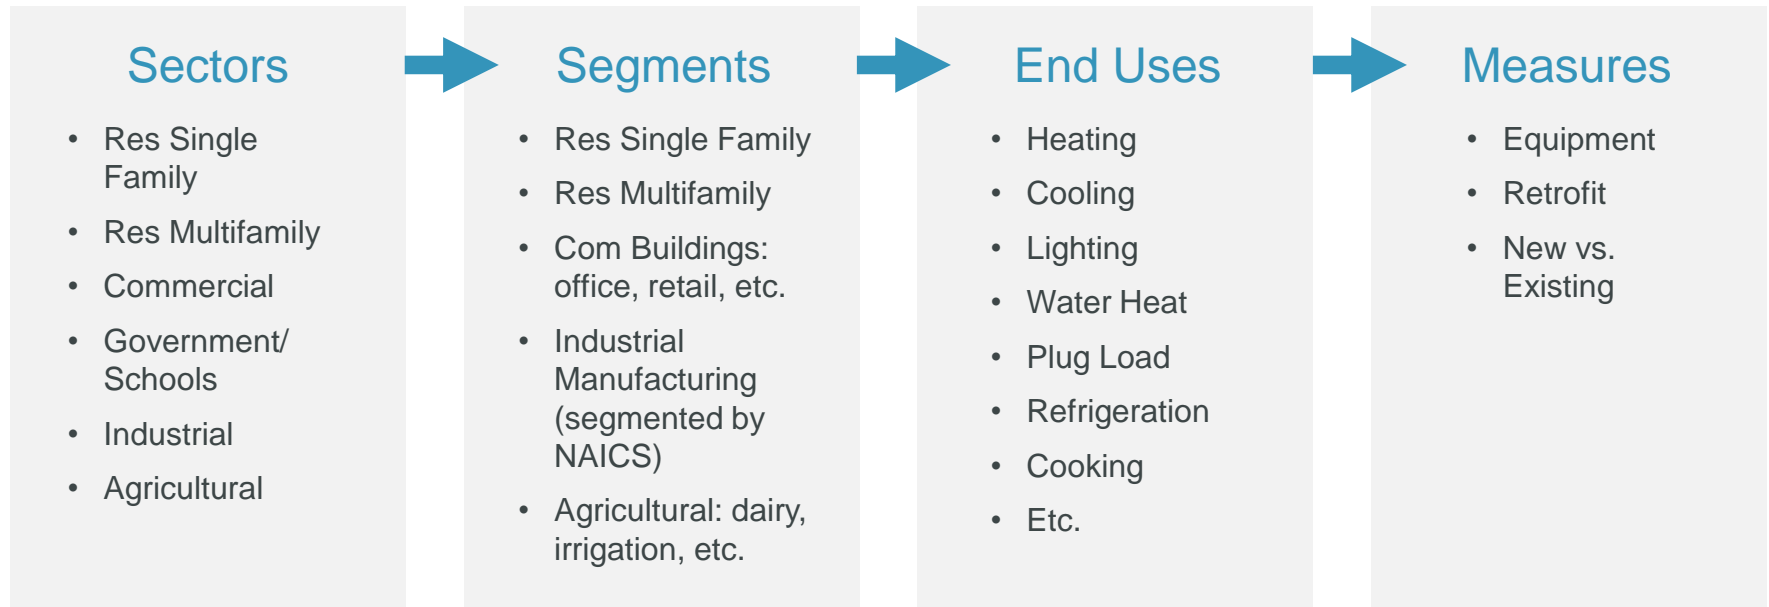 Sectors
• Res Single
Family
• Res Multifamily
• Commercial
• Government/
Schools
• Industrial
• Agricultural
Segments
• Res Single Family
• Res Multifamily
• Com Buildings:
office, retail, etc.
• Industrial
Manufacturing
(segmented by
NAICS)
• Agricultural: dairy,
irrigation, etc.
End Uses
• Heating
• Cooling
• Lighting
• Water Heat
• Plug Load
• Refrigeration
• Cooking
• Etc.
Measures
• Equipment
• Retrofit
• New vs.
Existing